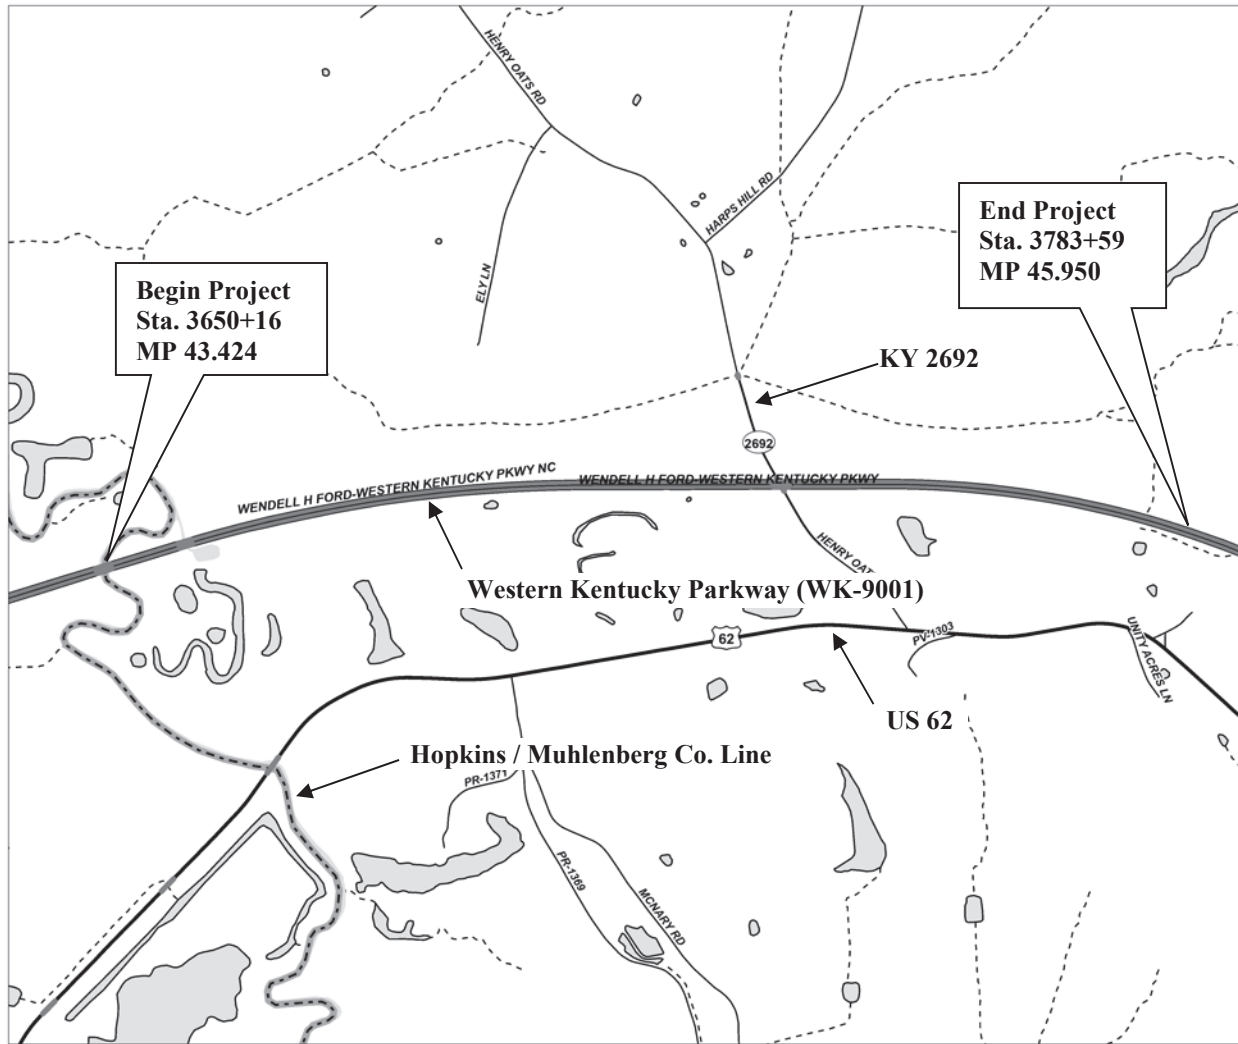 HENRY OATS RD
HARPS HILL RD
ELY LN
Begin Project
Sta. 3650+16
MP 43.424
End Project
Sta. 3783+59
MP 45.950
KY 2692
2692
WENDELL H FORD-WESTERN KENTUCKY PKWY NC
WENDELL H FORD-WESTERN KENTUCKY PKWY
HENRY OAT
Western Kentucky Parkway (WK-9001)
62
PV-1303
UNITY ACRES LN
US 62
Hopkins / Muhlenberg Co. Line
PR-1371
PR-1369
MCNARY RD